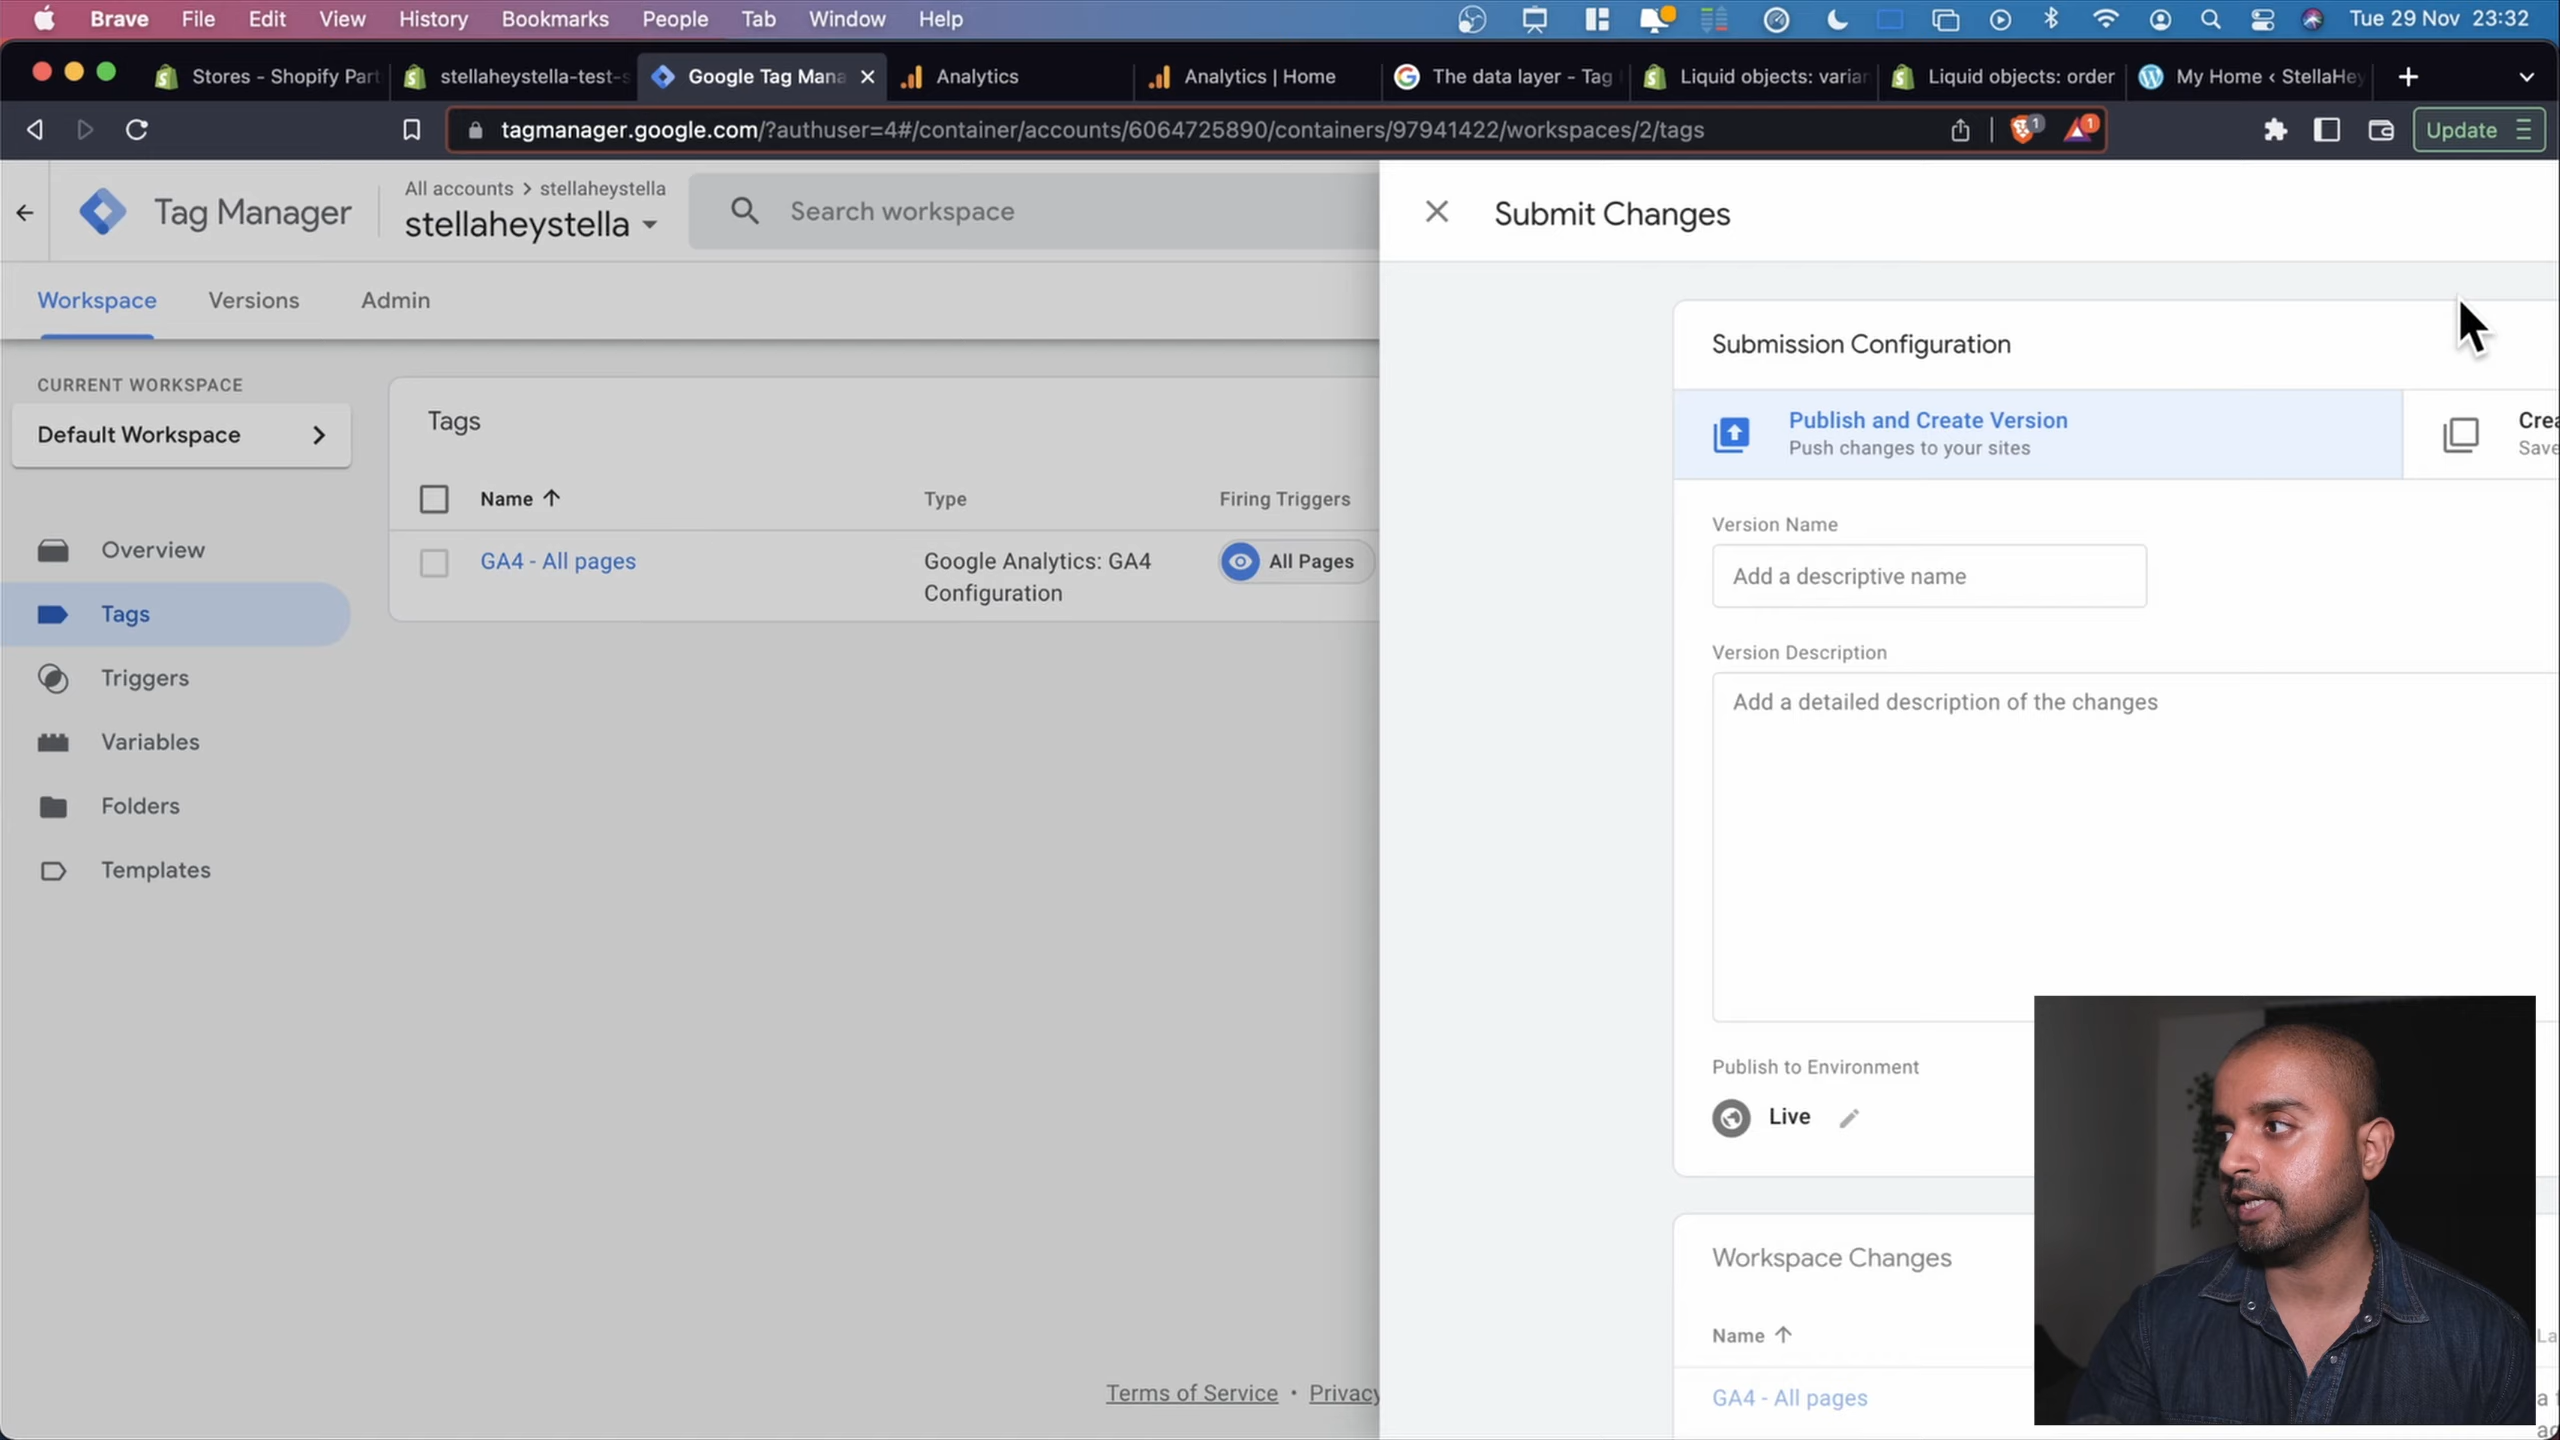 Brave File Edit View History Bookmarks People Tab Window Help Tue 29 Nov 23:32
Stores - Shopify Part stellaheystella-test-s Google Tag Mana Analytics Analytics | Home The data layer - Tag Liquid objects: varian Liquid objects: order My Home ‹ StellaHey
tagmanager.google.com/?authuser=4#/container/accounts/6064725890/containers/97941422/workspaces/2/tags 1 1 Update
Tag Manager
All accounts > stellaheystella
stellaheystella
Search workspace
Workspace Versions Admin
CURRENT WORKSPACE
Default Workspace
Overview
Tags
Triggers
Variables
Folders
Templates
Tags
Name Type Firing Triggers
GA4 - All pages Google Analytics: GA4 All Pages
Configuration
Terms of Service • Privacy
Submit Changes
Submission Configuration
Publish and Create Version
Push changes to your sites
Crea
Save
Version Name
Add a descriptive name
Version Description
Add a detailed description of the changes
Publish to Environment
Live
Workspace Changes
Name La
GA4 - All pages